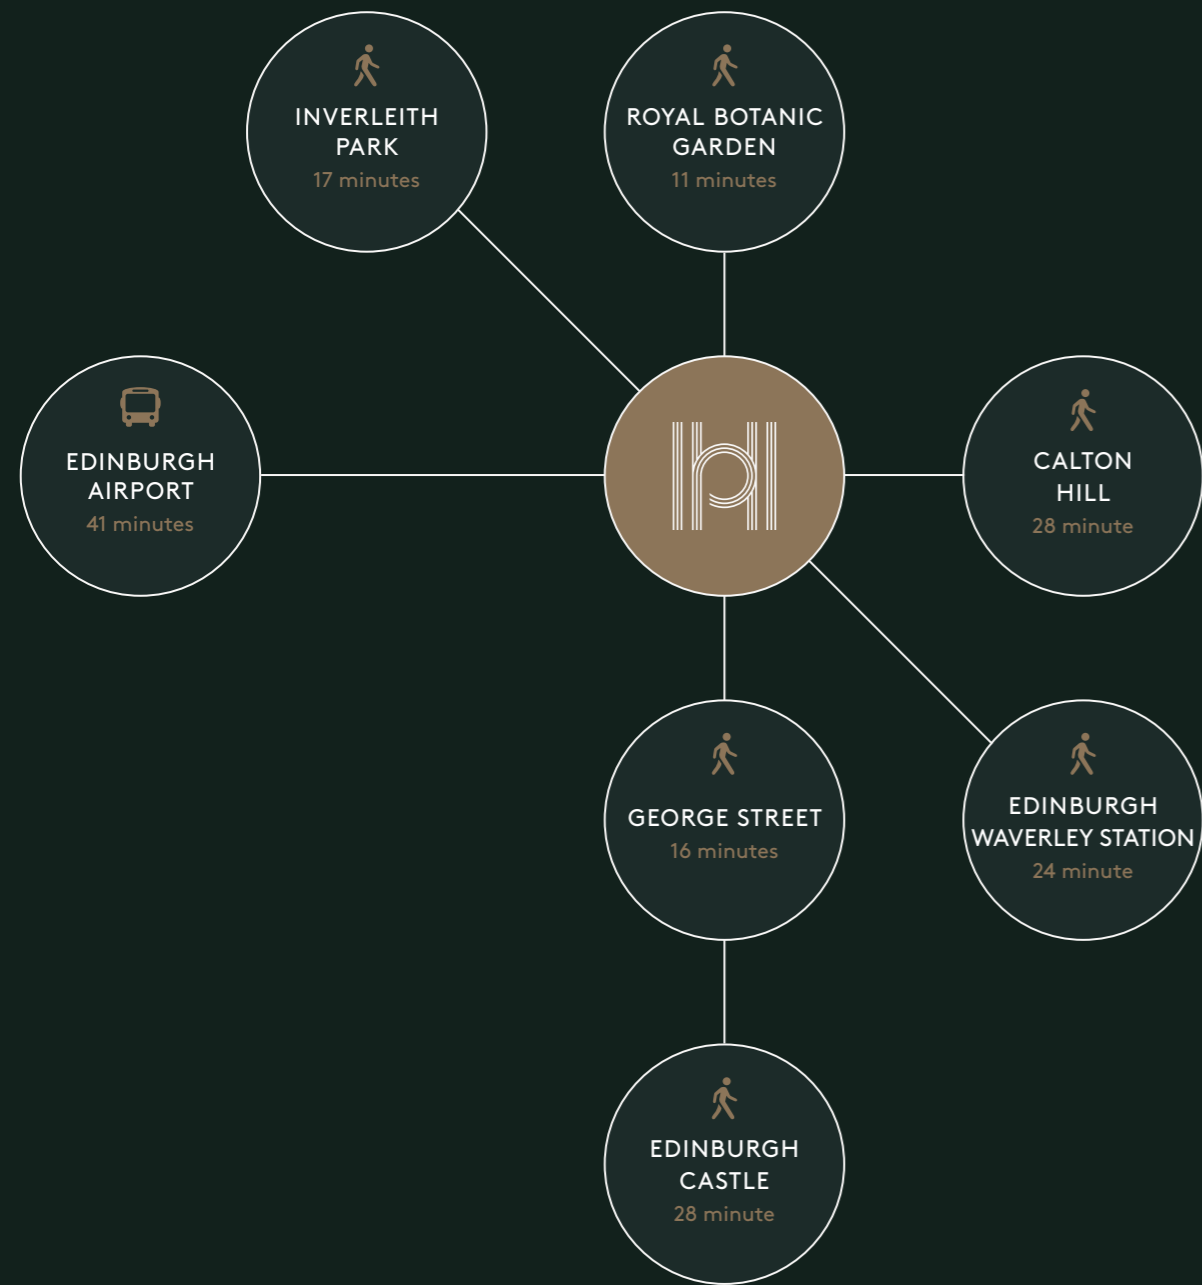 INVERLEITH
PARK
17 minutes
ROYAL BOTANIC
GARDEN
11 minutes
EDINBURGH
AIRPORT
41 minutes
CALTON
HILL
28 minute
GEORGE STREET
16 minutes
EDINBURGH
WAVERLEY STATION
24 minute
EDINBURGH
CASTLE
28 minute